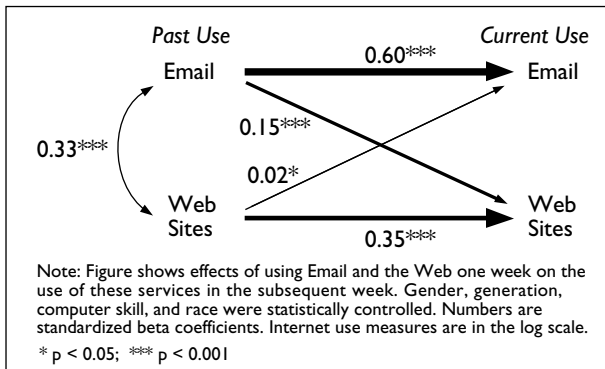 Past Use Current Use
Email 0.60*** Email
0.15***
0.33***
0.02*
Web Web
Sites 0.35*** Sites
Note: Figure shows effects of using Email and the Web one week on the
use of these services in the subsequent week. Gender, generation,
computer skill, and race were statistically controlled. Numbers are
standardized beta coefficients. Internet use measures are in the log scale.
* p < 0.05; *** p < 0.001